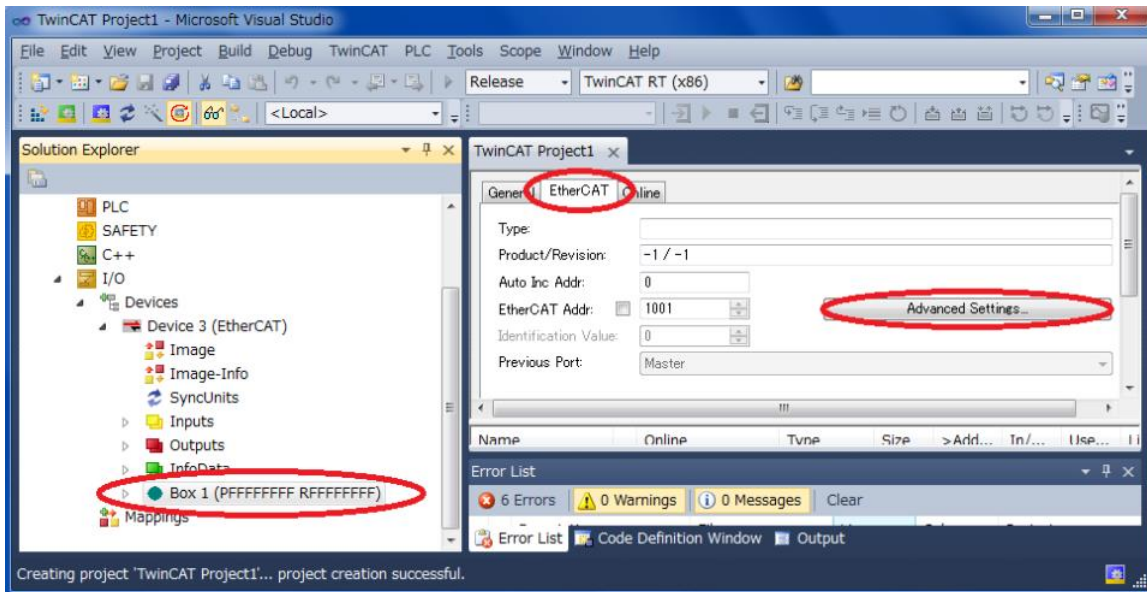 TwinCAT Project1 - Microsoft Visual Studio
File Edit View Project Build Debug TwinCAT PLC Tools Scope Window Help
Release TwinCAT RT (x86)
<Local>
Solution Explorer
TwinCAT Project1
PLC
SAFETY
C++
I/O
Devices
Device 3 (EtherCAT)
Image
Image-Info
SyncUnits
Inputs
Outputs
InfoData
Box 1 (PFFFFFFFF RFFFFFFFF)
Mappings
General EtherCAT Online
Type:
Product/Revision: -1 / -1
Auto Inc Addr: 0
EtherCAT Addr: 1001 Advanced Settings...
Identification Value: 0
Previous Port: Master
Name Online Type Size >Add... In/... Use...
Error List
6 Errors 0 Warnings 0 Messages Clear
Error List Code Definition Window Output
Creating project 'TwinCAT Project1'... project creation successful.